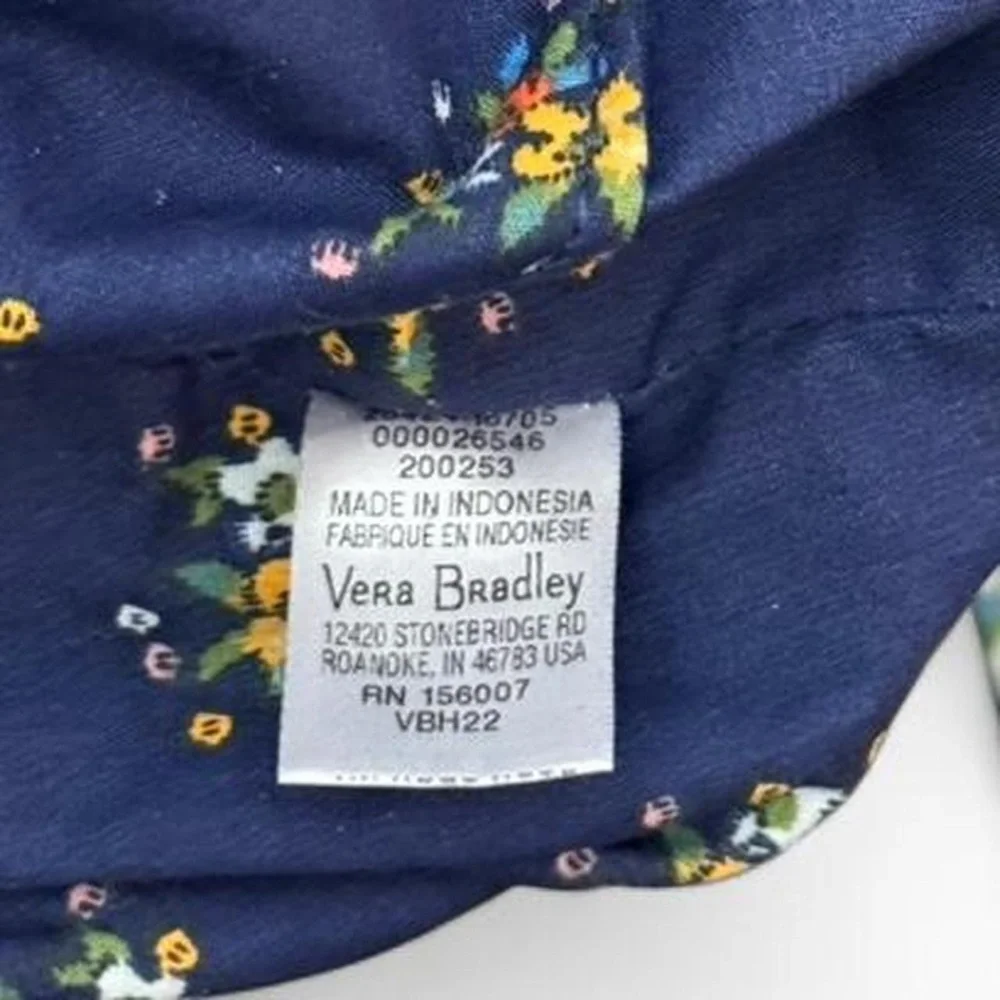 000026546
200253
MADE IN INDONESIA
FABRIQUE EN INDONESIE
Vera Bradley
12420 STONEBRIDGE RD
ROANOKE, IN 46783 USA
RN 156007
VBH22